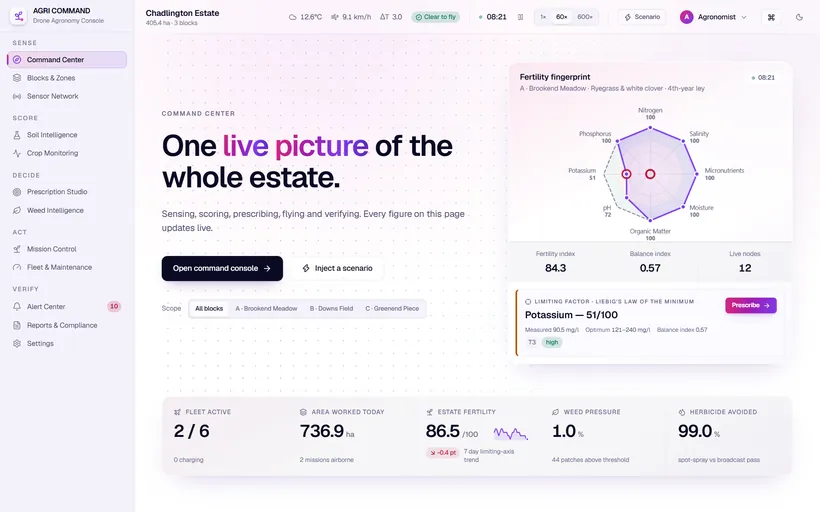 AGRI COMMAND
Drone Agronomy Console
SENSE
Command Center
Blocks & Zones
Sensor Network
SCORE
Soil Intelligence
Crop Monitoring
DECIDE
Prescription Studio
Weed Intelligence
ACT
Mission Control
Fleet & Maintenance
VERIFY
Alert Center 10
Reports & Compliance
Settings
Chadlington Estate
405.4 ha · 3 blocks
12.6°C
9.1 km/h
ΔT 3.0
Clear to fly
08:21
1× 60× 600×
Scenario
A Agronomist
⌘
COMMAND CENTER
One live picture of the
whole estate.
Sensing, scoring, prescribing, flying and verifying. Every figure on this page
updates live.
Open command console →
Inject a scenario
Scope All blocks A · Brookend Meadow B · Downs Field C · Greenend Piece
Fertility fingerprint 08:21
A · Brookend Meadow · Ryegrass & white clover · 4th-year ley
Nitrogen
100
Phosphorus
100
Salinity
100
Potassium
51
Micronutrients
100
pH
72
Moisture
100
Organic Matter
100
Fertility index Balance index Live nodes
84.3 0.57 12
LIMITING FACTOR · LIEBIG'S LAW OF THE MINIMUM
Potassium — 51/100
Prescribe →
Measured 90.5 mg/l Optimum 121–240 mg/l Balance index 0.57
T3 high
FLEET ACTIVE
2 / 6
0 charging
AREA WORKED TODAY
736.9 ha
2 missions airborne
ESTATE FERTILITY
86.5 /100
↘ -0.4 pt 7 day limiting-axis
trend
WEED PRESSURE
1.0 %
44 patches above threshold
HERBICIDE AVOIDED
99.0 %
spot-spray vs broadcast pass